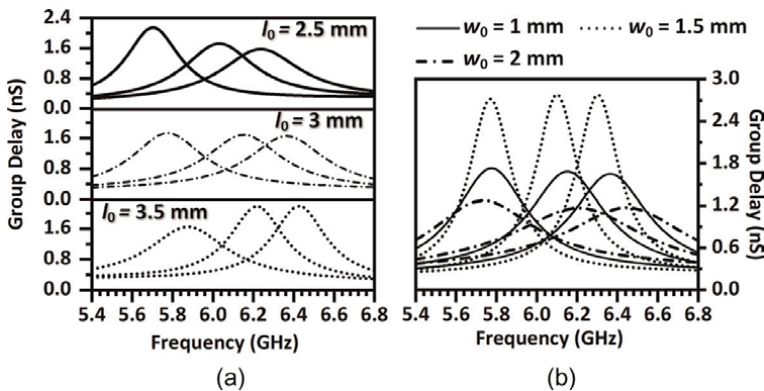 l₀ = 2.5 mm
l₀ = 3 mm
l₀ = 3.5 mm
2.4
1.6
0.8
0.0
1.6
0.8
0.0
1.6
0.8
0.0
Group Delay (nS)
5.4 5.6 5.8 6.0 6.2 6.4 6.6 6.8
Frequency (GHz)
(a)
w₀ = 1 mm
w₀ = 1.5 mm
w₀ = 2 mm
3.0
2.4
1.8
1.2
0.6
0.0
Group Delay (nS)
5.4 5.6 5.8 6.0 6.2 6.4 6.6 6.8
Frequency (GHz)
(b)